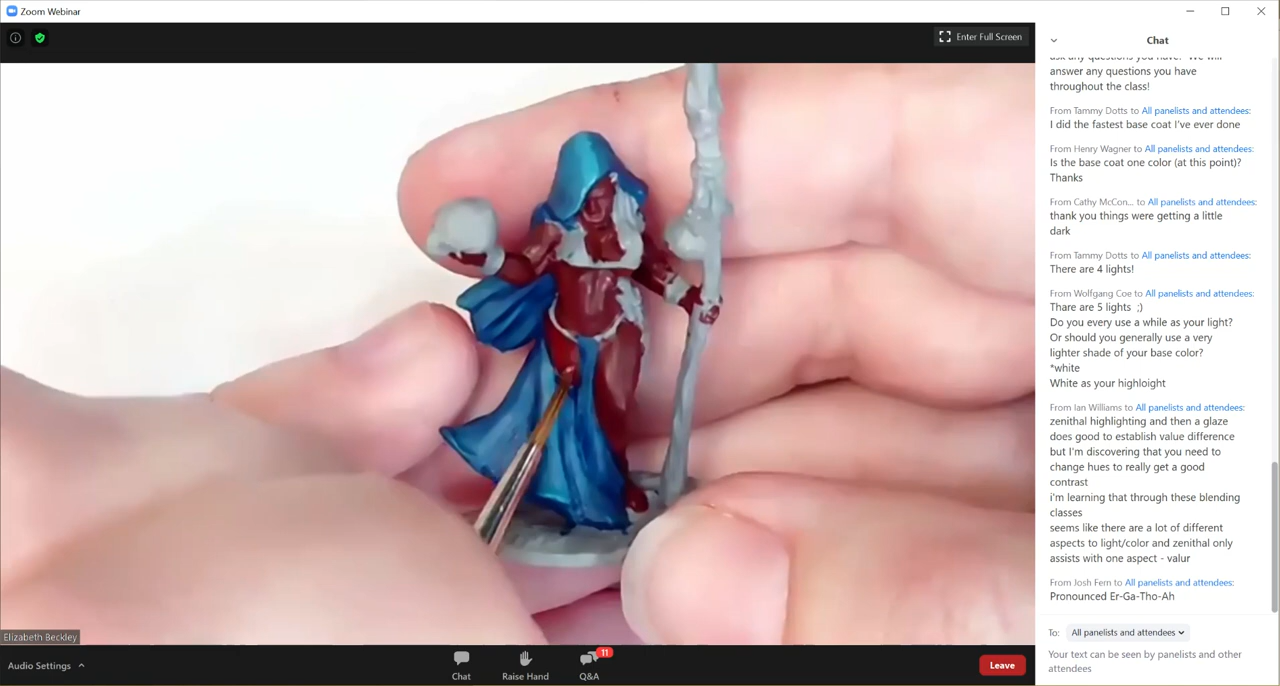 Zoom Webinar
Enter Full Screen
Chat
ask any questions you have! We will
answer any questions you have
throughout the class!
From Tammy Dotts to All panelists and attendees:
I did the fastest base coat I've ever done
From Henry Wagner to All panelists and attendees:
Is the base coat one color (at this point)?
Thanks
From Cathy McCon... to All panelists and attendees:
thank you things were getting a little
dark
From Tammy Dotts to All panelists and attendees:
There are 4 lights!
From Wolfgang Coe to All panelists and attendees:
Thare are 5 lights ;)
Do you every use a while as your light?
Or should you generally use a very
lighter shade of your base color?
*white
White as your highloight
From Ian Williams to All panelists and attendees:
zenithal highlighting and then a glaze
does good to establish value difference
but I'm discovering that you need to
change hues to really get a good
contrast
i'm learning that through these blending
classes
seems like there are a lot of different
aspects to light/color and zenithal only
assists with one aspect - valur
From Josh Fern to All panelists and attendees:
Pronounced Er-Ga-Tho-Ah
To: All panelists and attendees
Your text can be seen by panelists and other
attendees
Elizabeth Beckley
Audio Settings
Chat
Raise Hand
11
Q&A
Leave